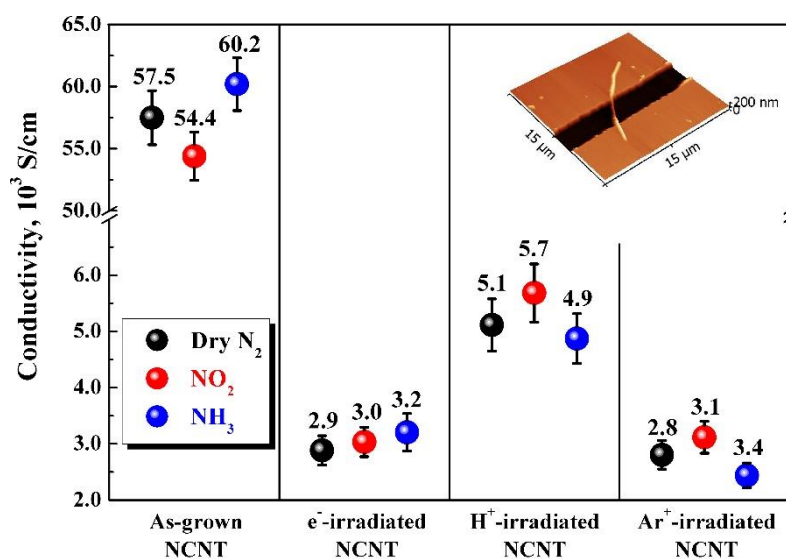 Conductivity, 10³ S/cm
65.0
60.0
55.0
50.0
6.0
5.0
4.0
3.0
2.0
57.5
54.4
60.2
2.9
3.0
3.2
5.1
5.7
4.9
2.8
3.1
3.4
Dry N₂
NO₂
NH₃
200 nm
0
15 µm
15 µm
As-grown
NCNT
e⁻-irradiated
NCNT
H⁺-irradiated
NCNT
Ar⁺-irradiated
NCNT